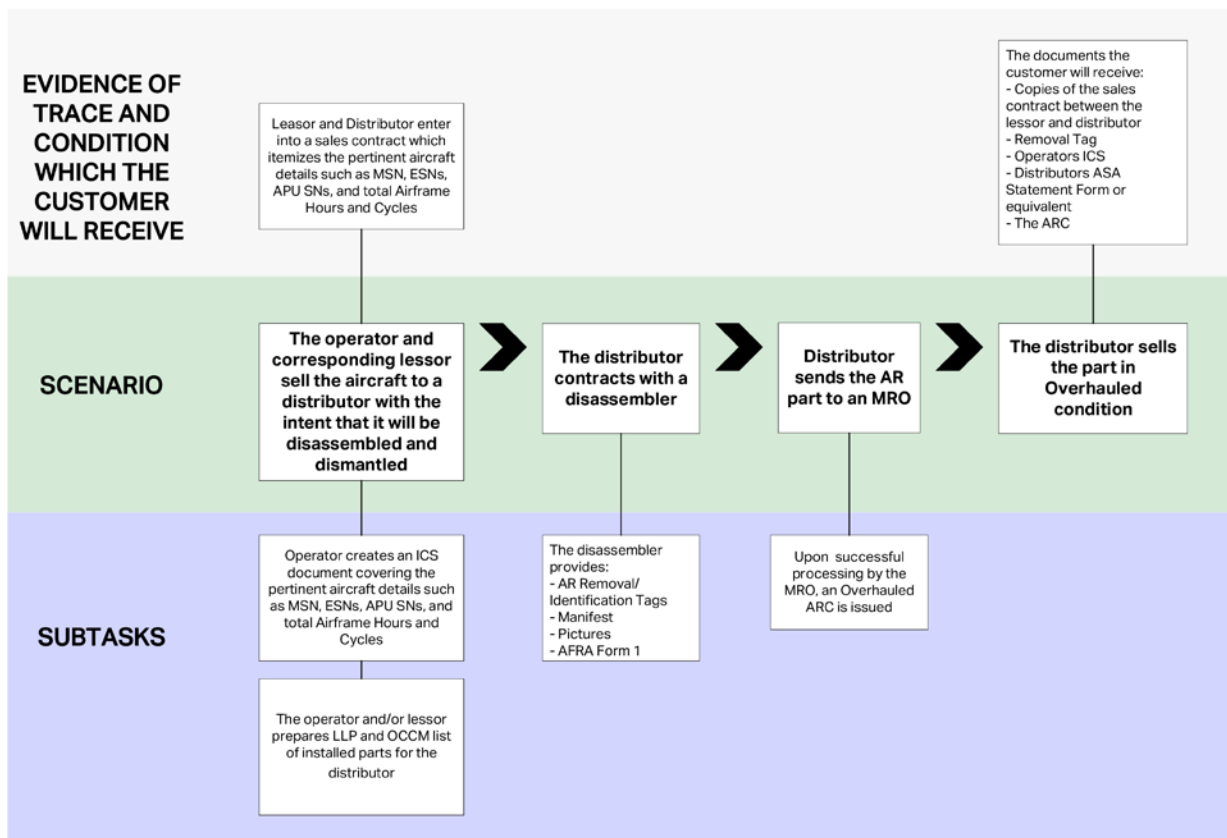 EVIDENCE OF
TRACE AND
CONDITION
WHICH THE
CUSTOMER
WILL RECEIVE
Leasor and Distributor enter
into a sales contract which
itemizes the pertinent aircraft
details such as MSN, ESNs,
APU SNs, and total Airframe
Hours and Cycles
The documents the
customer will receive:
- Copies of the sales
contract between the
lessor and distributor
- Removal Tag
- Operators ICS
- Distributors ASA
Statement Form or
equivalent
- The ARC
SCENARIO
The operator and
corresponding lessor
sell the aircraft to a
distributor with the
intent that it will be
disassembled and
dismantled
The distributor
contracts with a
disassembler
Distributor
sends the AR
part to an MRO
The distributor sells
the part in
Overhauled
condition
SUBTASKS
Operator creates an ICS
document covering the
pertinent aircraft details such
as MSN, ESNs, APU SNs, and
total Airframe Hours and
Cycles
The operator and/or lessor
prepares LLP and OCCM list
of installed parts for the
distributor
The disassembler
provides:
- AR Removal/
Identification Tags
- Manifest
- Pictures
- AFRA Form 1
Upon successful
processing by the
MRO, an Overhauled
ARC is issued